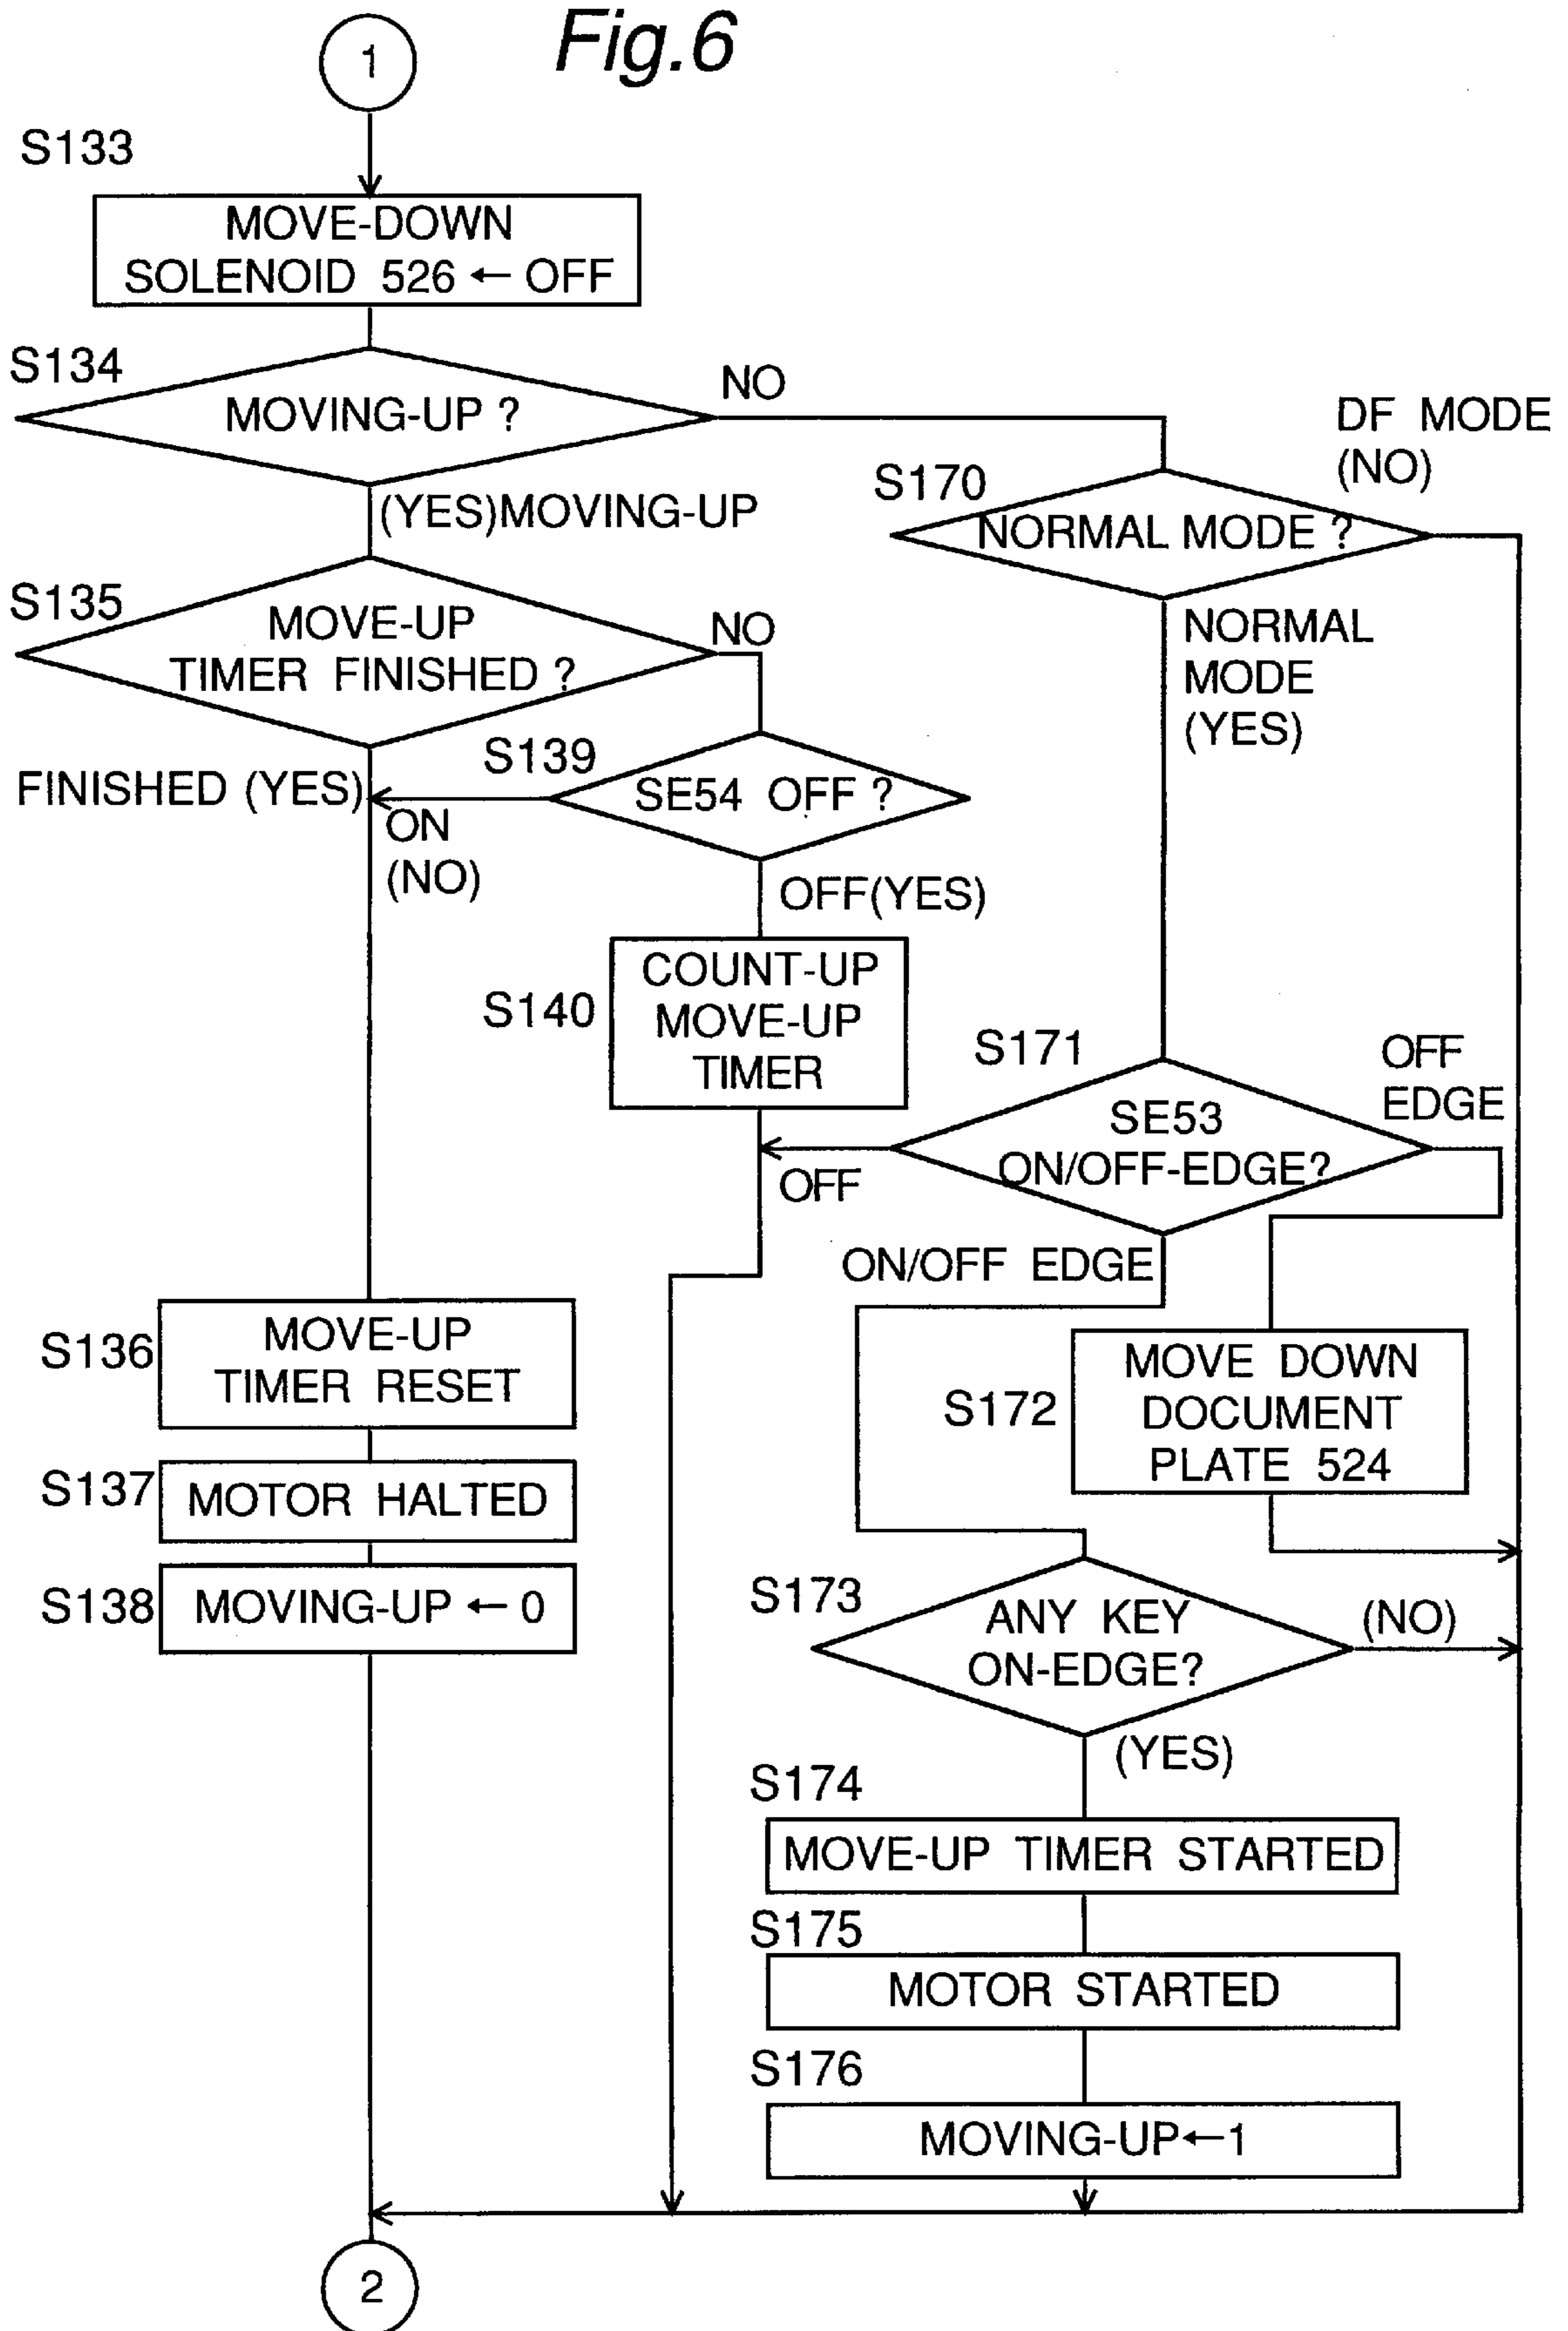 Fig.6
1
S133
MOVE-DOWN
SOLENOID 526 ← OFF
S134
MOVING-UP ?
NO
DF MODE
(NO)
(YES)MOVING-UP
S170
NORMAL MODE ?
S135
MOVE-UP
TIMER FINISHED ?
NO
NORMAL
MODE
(YES)
FINISHED (YES)
S139
SE54 OFF ?
ON
(NO)
OFF(YES)
S140
COUNT-UP
MOVE-UP
TIMER
S171
SE53
ON/OFF-EDGE?
OFF
EDGE
OFF
ON/OFF EDGE
S136
MOVE-UP
TIMER RESET
S172
MOVE DOWN
DOCUMENT
PLATE 524
S137
MOTOR HALTED
S138
MOVING-UP ← 0
S173
ANY KEY
ON-EDGE?
(NO)
(YES)
S174
MOVE-UP TIMER STARTED
S175
MOTOR STARTED
S176
MOVING-UP←1
2